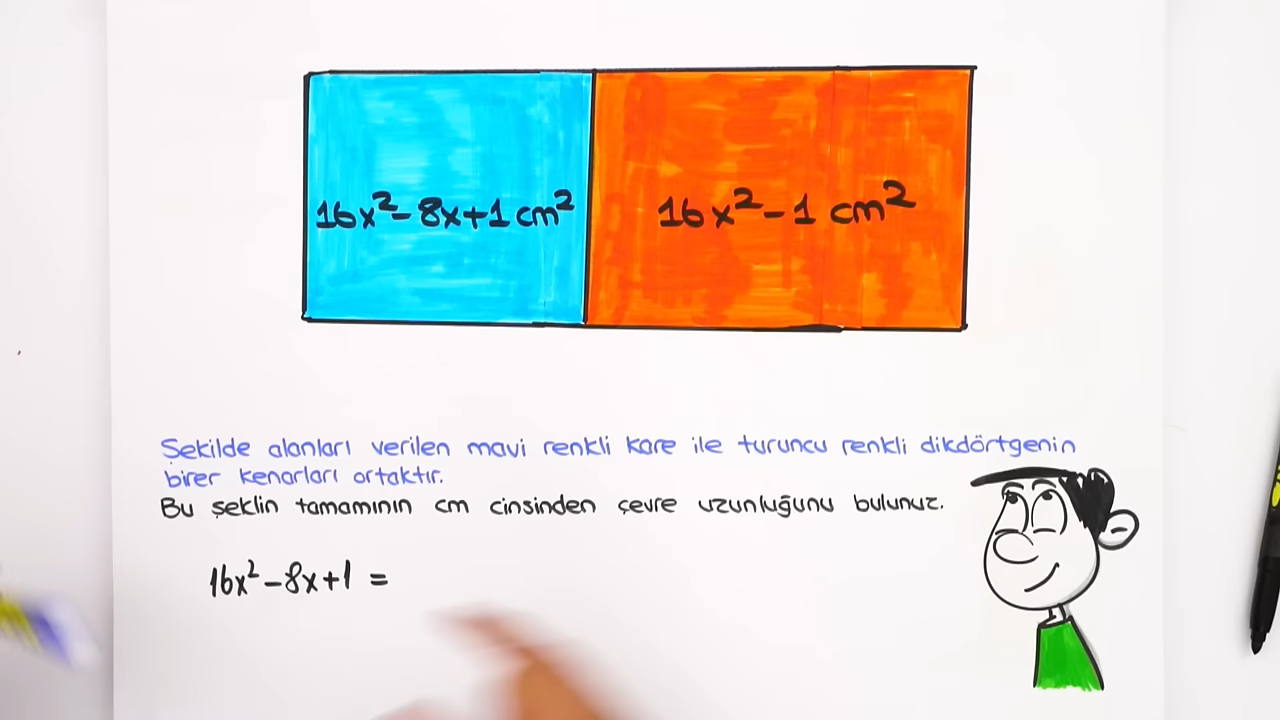 16x²-8x+1 cm² 16x²-1 cm²
Şekilde alanları verilen mavi renkli kare ile turuncu renkli dikdörtgenin
birer kenarları ortaktır.
Bu şeklin tamamının cm cinsinden çevre uzunluğunu bulunuz.
16x²-8x+1 =